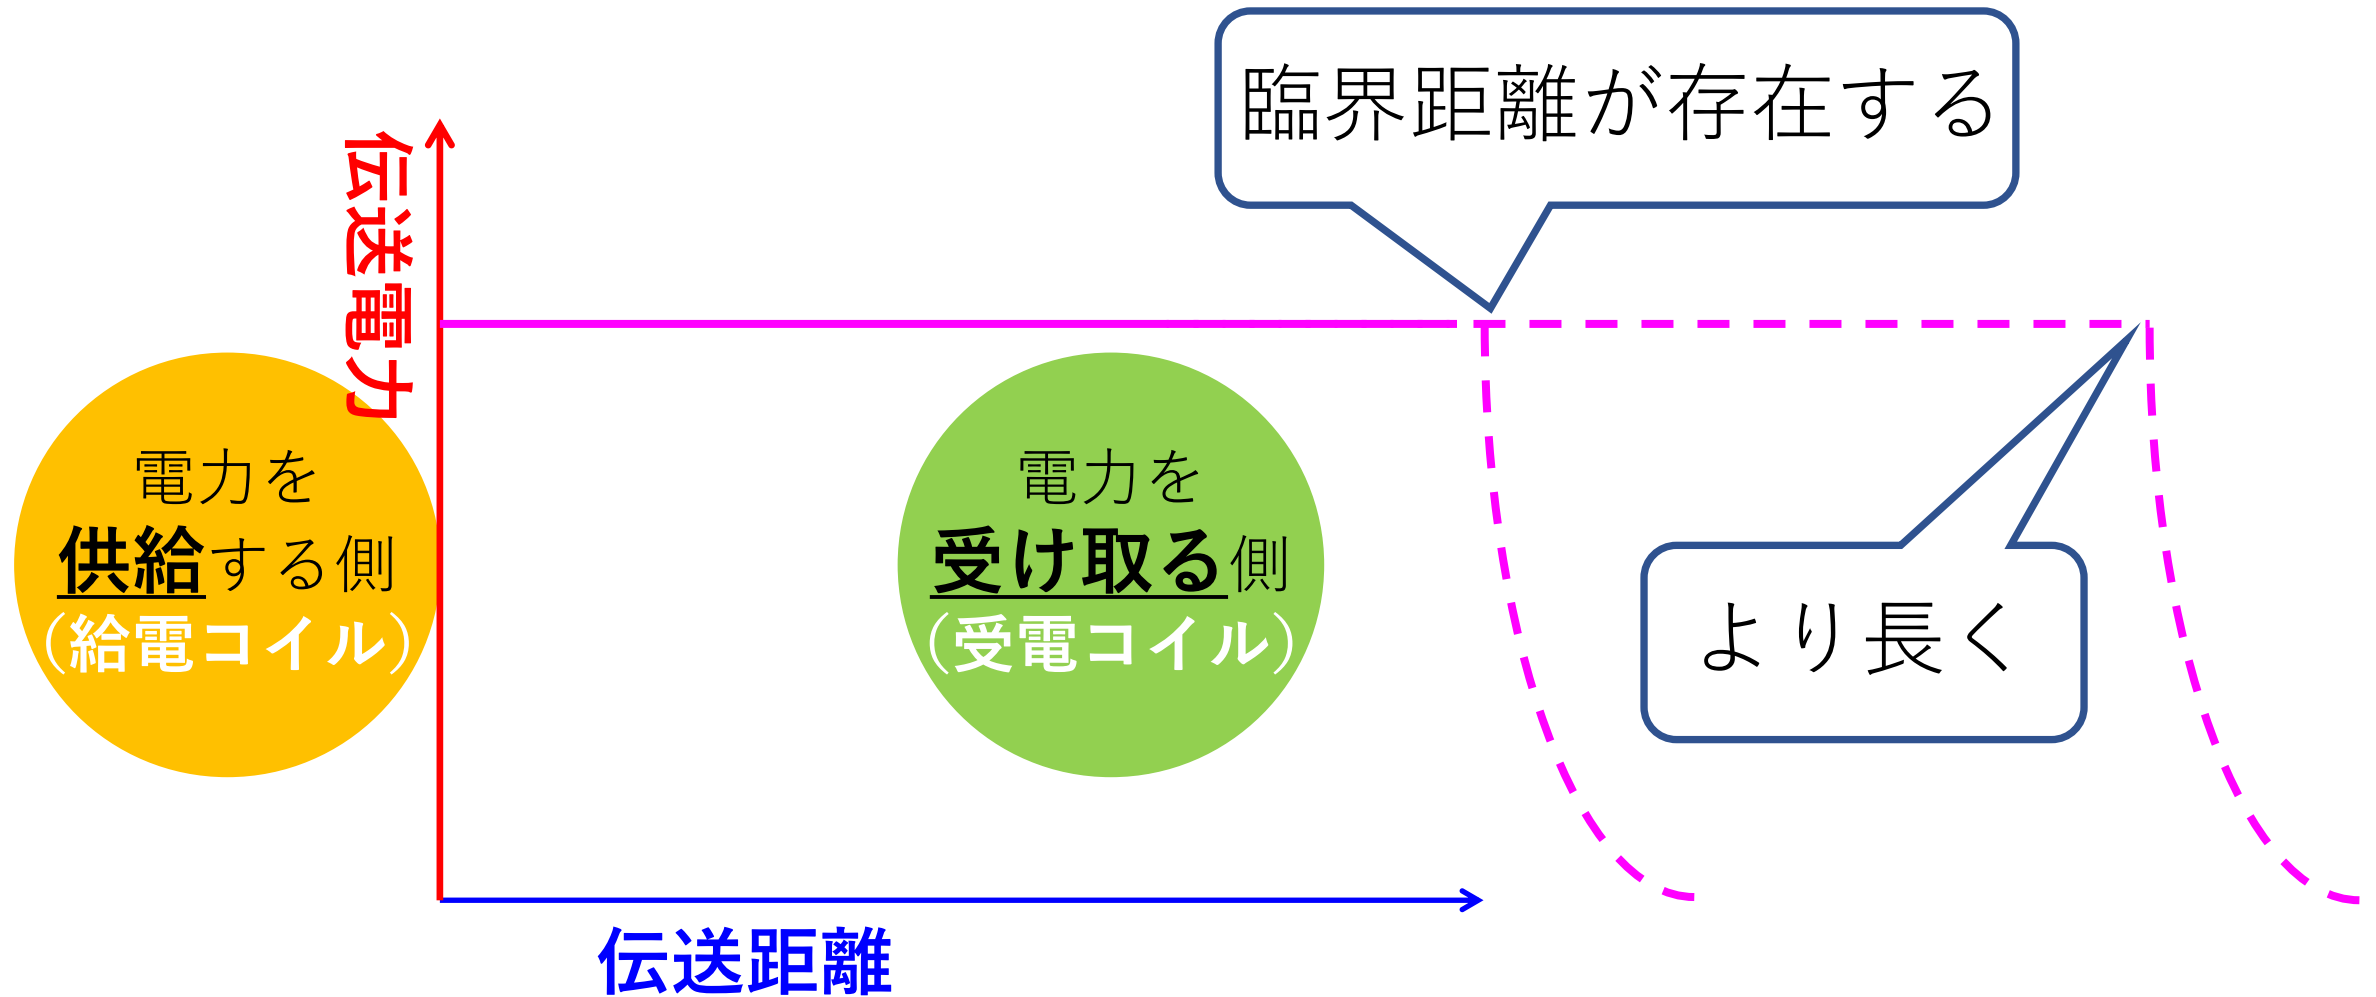 臨界距離が存在する
伝送電力
電力を
供給する側
（給電コイル）
電力を
受け取る側
（受電コイル）
より長く
伝送距離